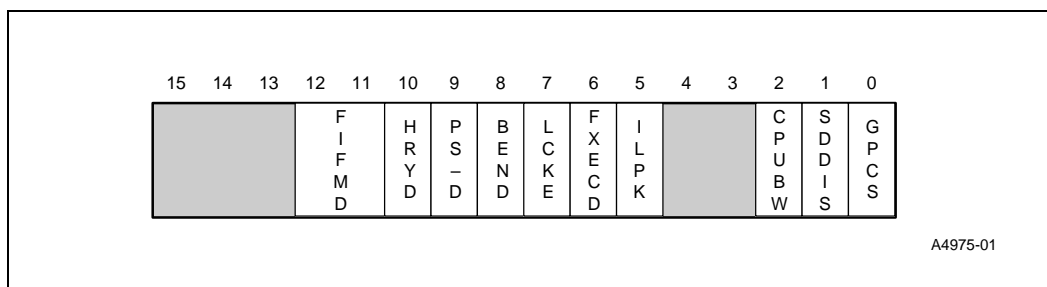 15 14 13 12 11 10 9 8 7 6 5 4 3 2 1 0
FIFMD HRYD PS–D BEND LCKE FXECD ILPK CPUBW SDDIS GPCS
A4975-01